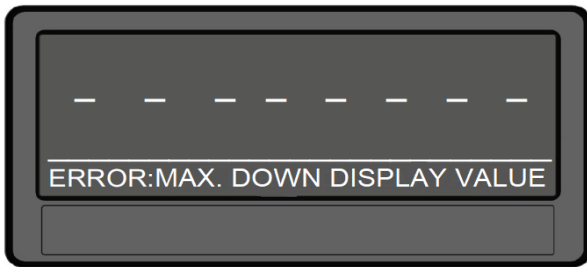 - - - - - - - -
ERROR:MAX. DOWN DISPLAY VALUE